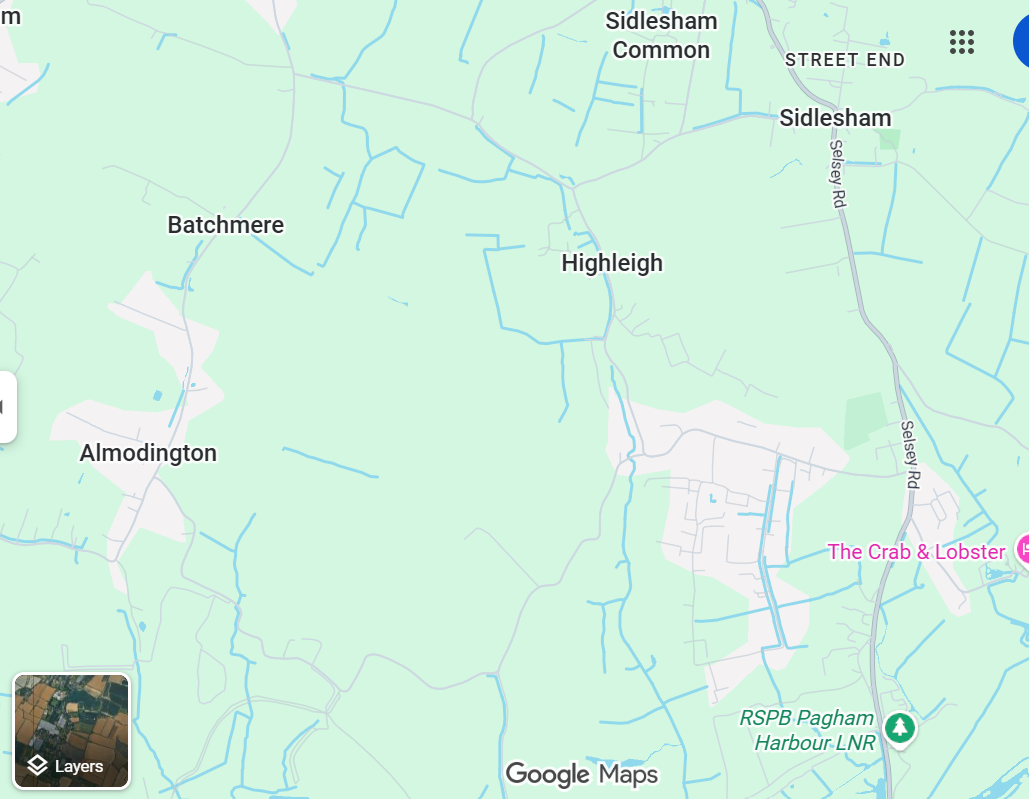 m
Sidlesham
Common
STREET END
Sidlesham
Selsey Rd
Batchmere
Highleigh
Almodington
Selsey Rd
The Crab & Lobster
RSPB Pagham
Harbour LNR
Layers
Google Maps